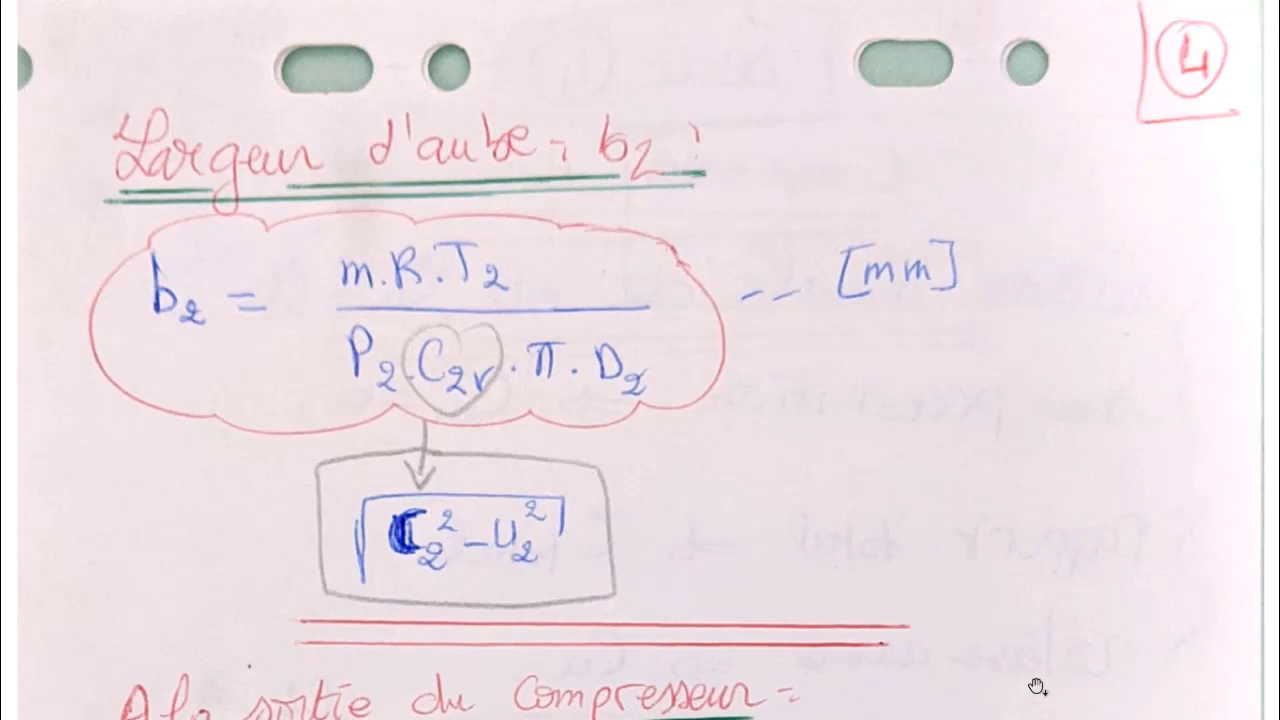 4
Largeur d'aube = b₂ :
b₂ = m.R.T₂ / P₂.C₂ᵣ.π.D₂ -- [mm]
√(C₂² - U₂²)
A la sortie du compresseur =